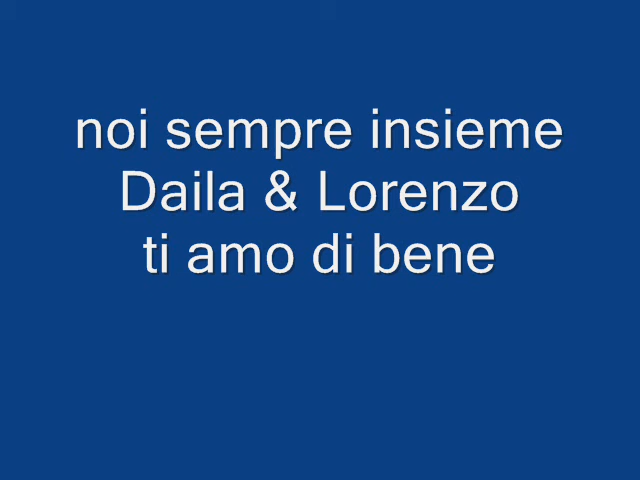 noi sempre insieme
Daila & Lorenzo
ti amo di bene